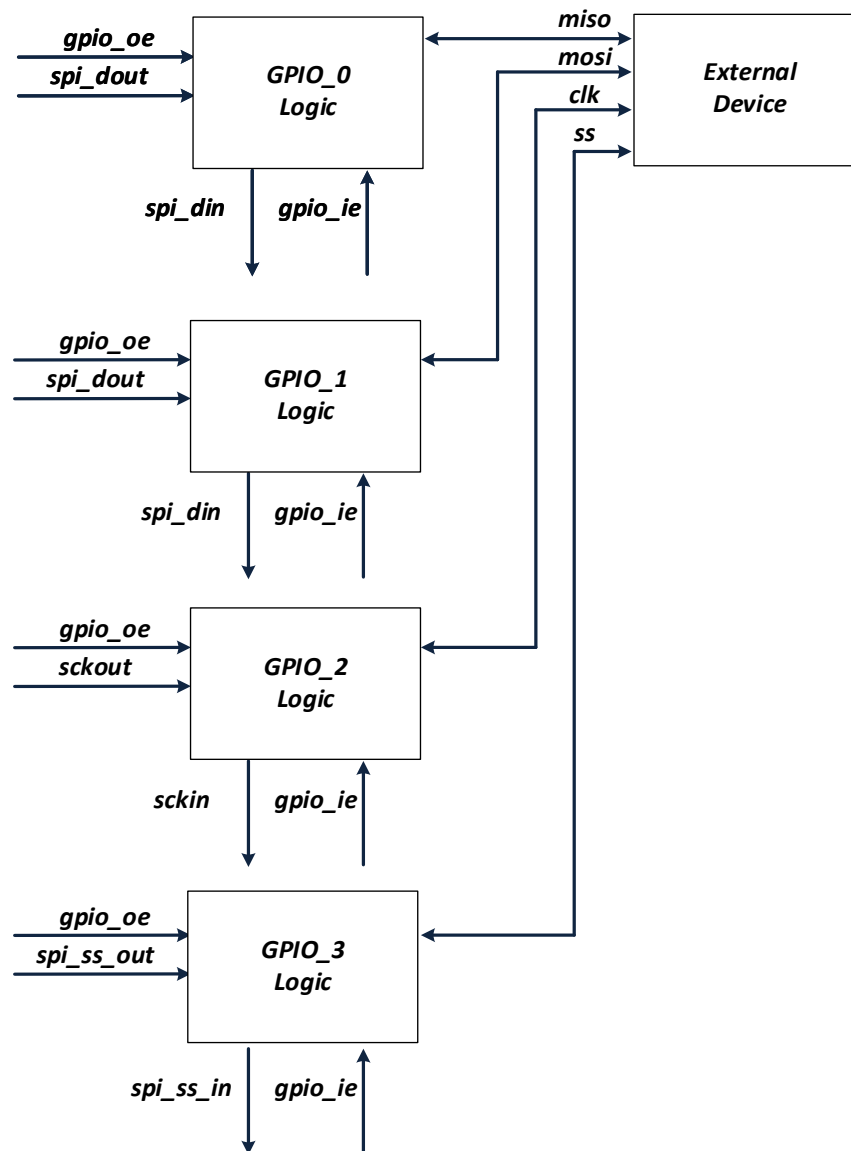 gpio_oe
spi_dout
GPIO_0
Logic
miso
mosi
clk
ss
External
Device
spi_din
gpio_ie
gpio_oe
spi_dout
GPIO_1
Logic
spi_din
gpio_ie
gpio_oe
sckout
GPIO_2
Logic
sckin
gpio_ie
gpio_oe
spi_ss_out
GPIO_3
Logic
spi_ss_in
gpio_ie